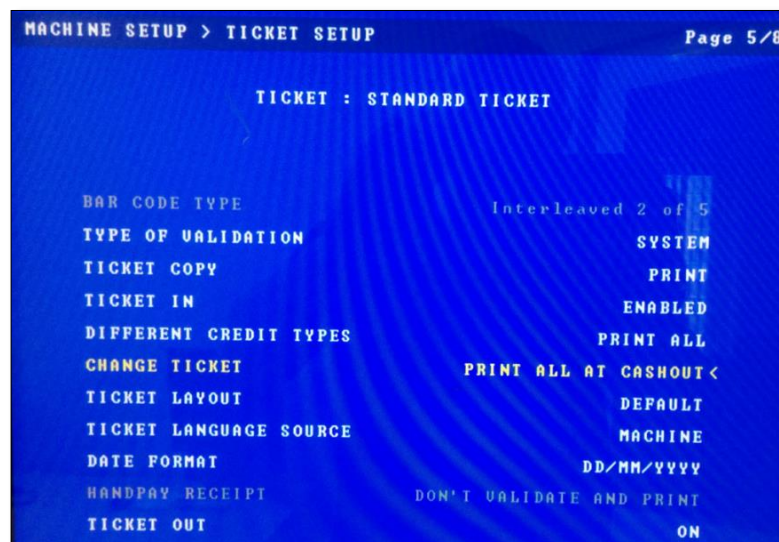 MACHINE SETUP > TICKET SETUP
Page 5/8
TICKET : STANDARD TICKET
BAR CODE TYPE Interleaved 2 of 5
TYPE OF VALIDATION SYSTEM
TICKET COPY PRINT
TICKET IN ENABLED
DIFFERENT CREDIT TYPES PRINT ALL
CHANGE TICKET PRINT ALL AT CASHOUT<
TICKET LAYOUT DEFAULT
TICKET LANGUAGE SOURCE MACHINE
DATE FORMAT DD/MM/YYYY
HANDPAY RECEIPT DON'T VALIDATE AND PRINT
TICKET OUT ON